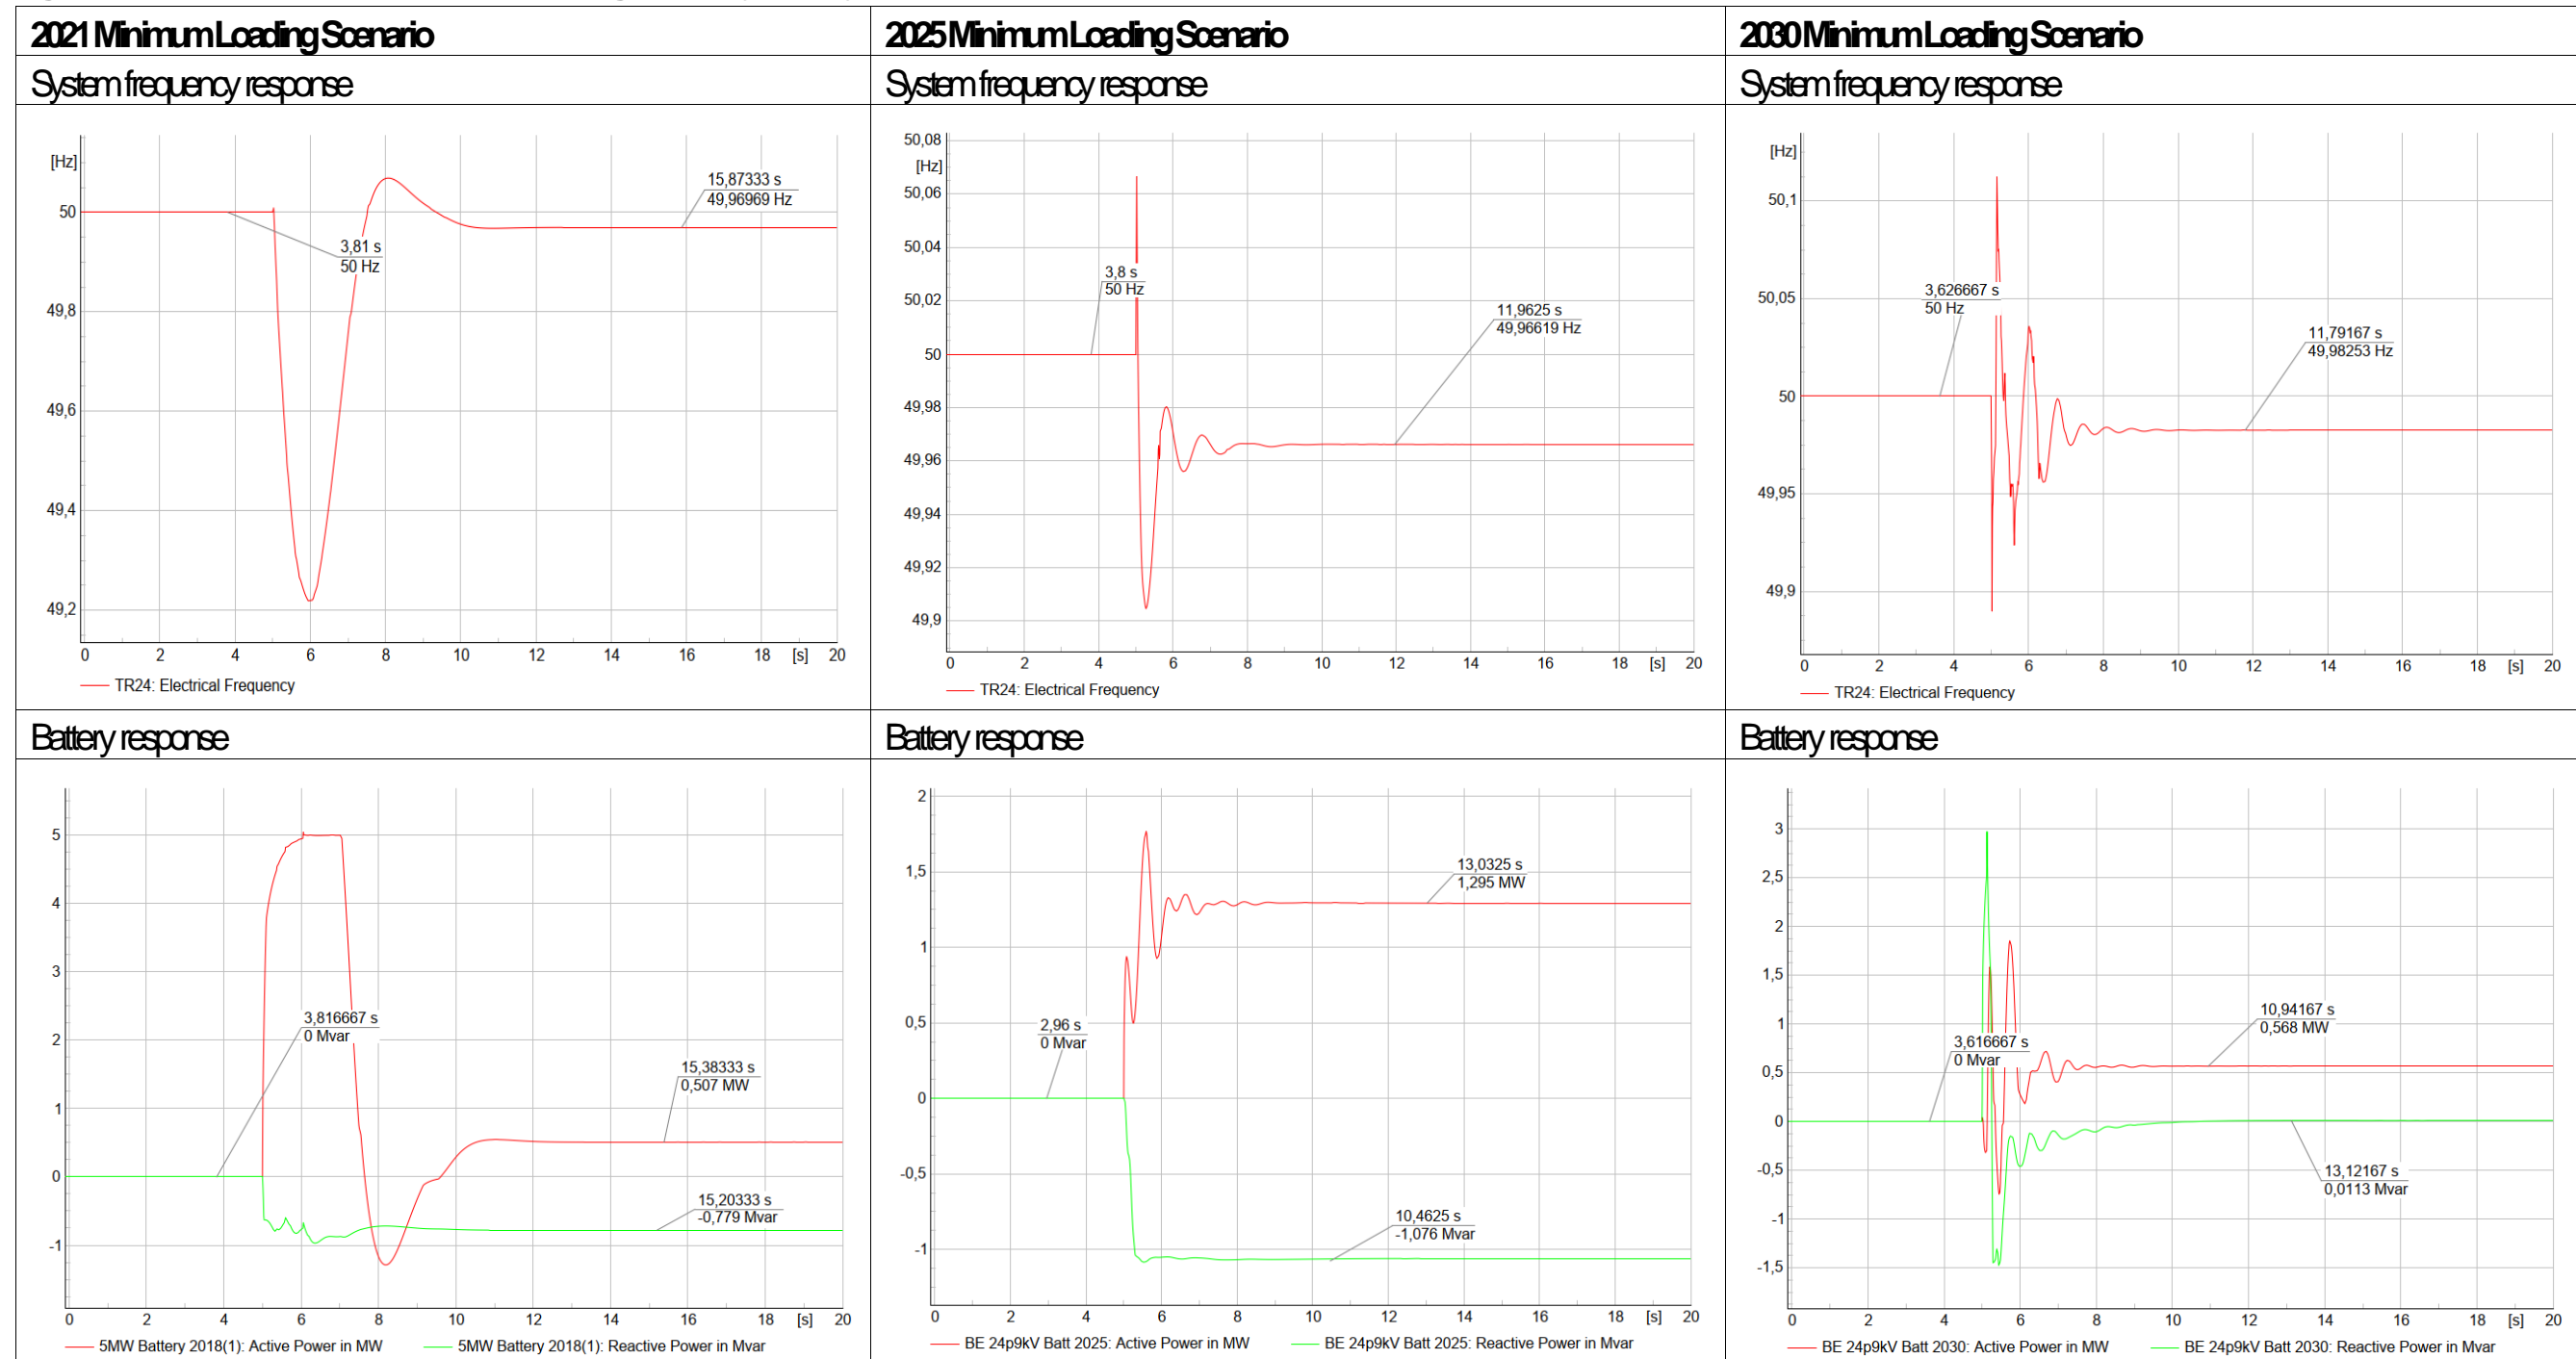 2021 Minimum Loading Scenario
2025 Minimum Loading Scenario
2030 Minimum Loading Scenario
System frequency response
System frequency response
System frequency response
[Hz]
50
49,8
49,6
49,4
49,2
15,87333 s
49,96969 Hz
3,81 s
50 Hz
0 2 4 6 8 10 12 14 16 18 [s] 20
TR24: Electrical Frequency
50,08
[Hz]
50,06
50,04
50,02
50
49,98
49,96
49,94
49,92
49,9
3,8 s
50 Hz
11,9625 s
49,96619 Hz
0 2 4 6 8 10 12 14 16 18 [s] 20
TR24: Electrical Frequency
[Hz]
50,1
50,05
50
49,95
49,9
3,626667 s
50 Hz
11,79167 s
49,98253 Hz
0 2 4 6 8 10 12 14 16 18 [s] 20
TR24: Electrical Frequency
Battery response
Battery response
Battery response
5
4
3
2
1
0
-1
3,816667 s
0 Mvar
15,38333 s
0,507 MW
15,20333 s
-0,779 Mvar
0 2 4 6 8 10 12 14 16 18 [s] 20
5MW Battery 2018(1): Active Power in MW
5MW Battery 2018(1): Reactive Power in Mvar
2
1,5
1
0,5
0
-0,5
-1
2,96 s
0 Mvar
13,0325 s
1,295 MW
10,4625 s
-1,076 Mvar
0 2 4 6 8 10 12 14 16 18 [s] 20
BE 24p9kV Batt 2025: Active Power in MW
BE 24p9kV Batt 2025: Reactive Power in Mvar
3
2,5
2
1,5
1
0,5
0
-0,5
-1
-1,5
3,616667 s
0 Mvar
10,94167 s
0,568 MW
13,12167 s
0,0113 Mvar
0 2 4 6 8 10 12 14 16 18 [s] 20
BE 24p9kV Batt 2030: Active Power in MW
BE 24p9kV Batt 2030: Reactive Power in Mvar